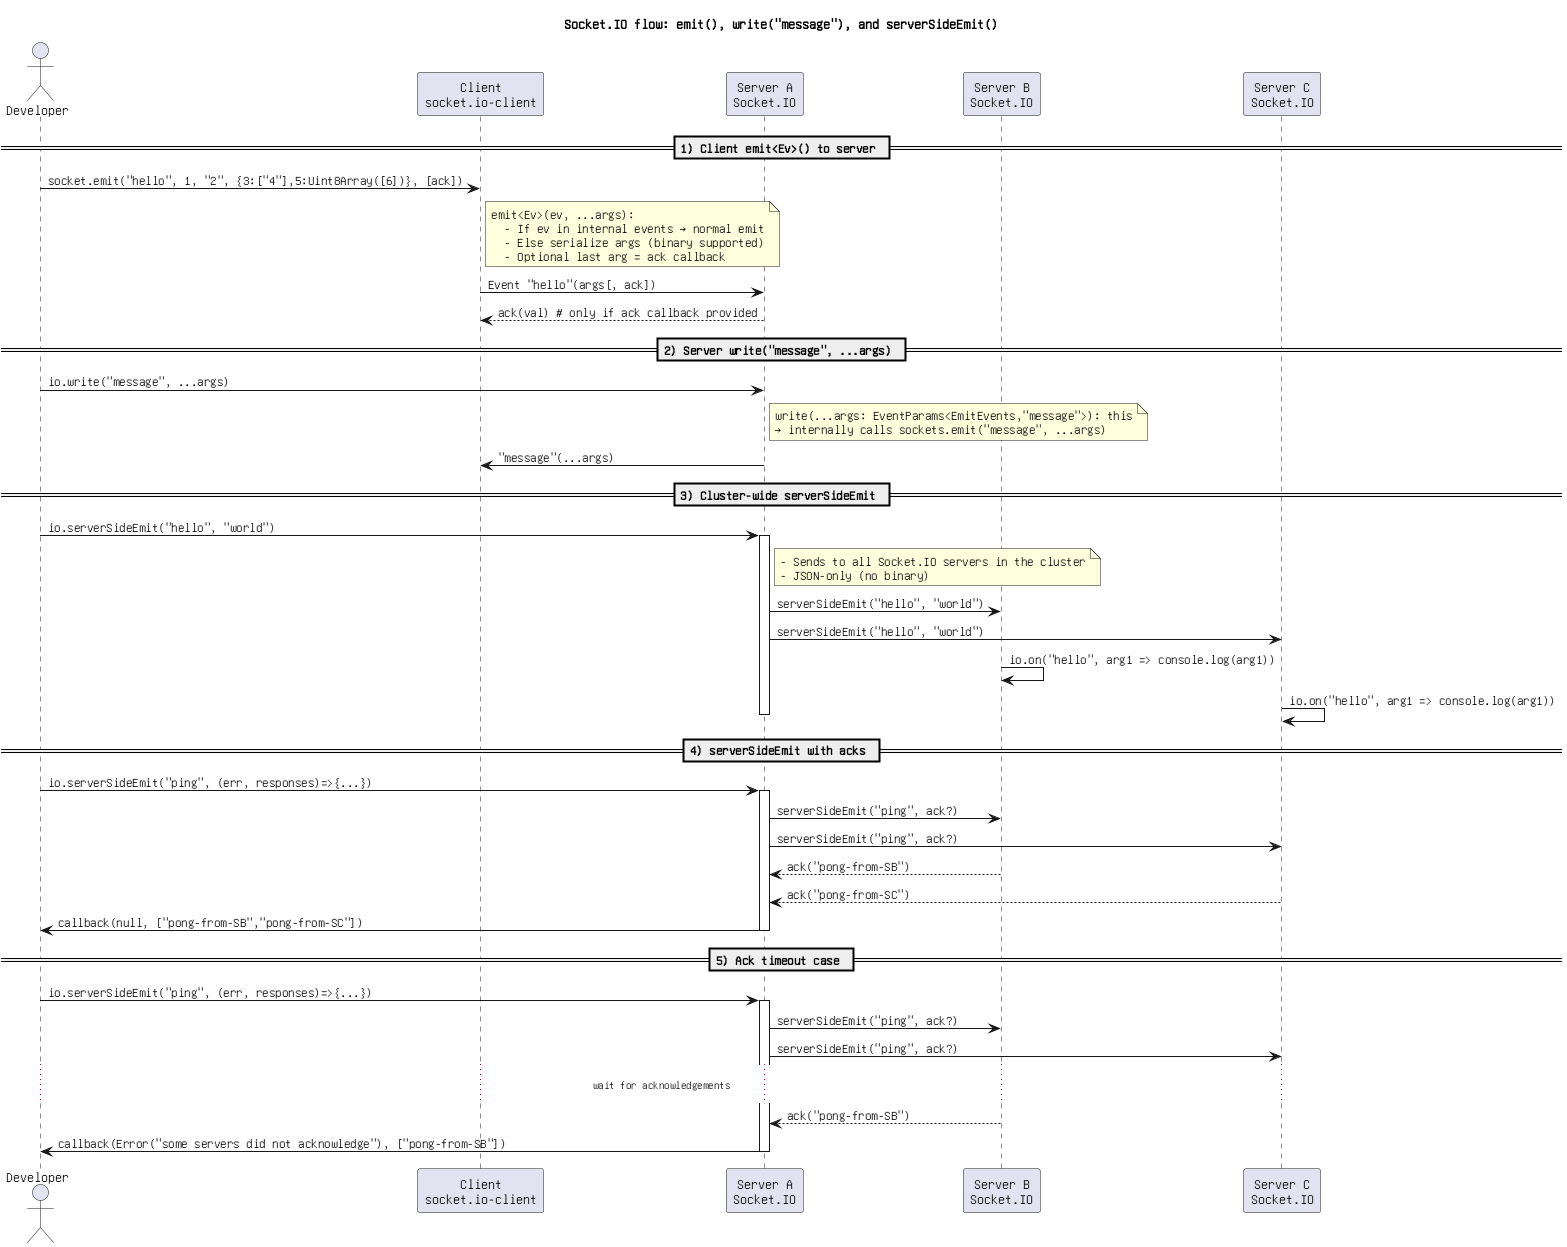 Socket.IO flow: emit(), write("message"), and serverSideEmit()
Developer
Client
socket.io-client
Server A
Socket.IO
Server B
Socket.IO
Server C
Socket.IO
1) Client emit<Ev>() to server
socket.emit("hello", 1, "2", {3:["4"],5:Uint8Array([6])}, [ack])
emit<Ev>(ev, ...args):
- If ev in internal events → normal emit
- Else serialize args (binary supported)
- Optional last arg = ack callback
Event "hello"(args[, ack])
ack(val) # only if ack callback provided
2) Server write("message", ...args)
io.write("message", ...args)
write(...args: EventParams<EmitEvents,"message">): this
→ internally calls sockets.emit("message", ...args)
"message"(...args)
3) Cluster-wide serverSideEmit
io.serverSideEmit("hello", "world")
- Sends to all Socket.IO servers in the cluster
- JSON-only (no binary)
serverSideEmit("hello", "world")
serverSideEmit("hello", "world")
io.on("hello", arg1 => console.log(arg1))
io.on("hello", arg1 => console.log(arg1))
4) serverSideEmit with acks
io.serverSideEmit("ping", (err, responses)=>{...})
serverSideEmit("ping", ack?)
serverSideEmit("ping", ack?)
ack("pong-from-SB")
ack("pong-from-SC")
callback(null, ["pong-from-SB","pong-from-SC"])
5) Ack timeout case
io.serverSideEmit("ping", (err, responses)=>{...})
serverSideEmit("ping", ack?)
serverSideEmit("ping", ack?)
wait for acknowledgements
ack("pong-from-SB")
callback(Error("some servers did not acknowledge"), ["pong-from-SB"])
Developer
Client
socket.io-client
Server A
Socket.IO
Server B
Socket.IO
Server C
Socket.IO